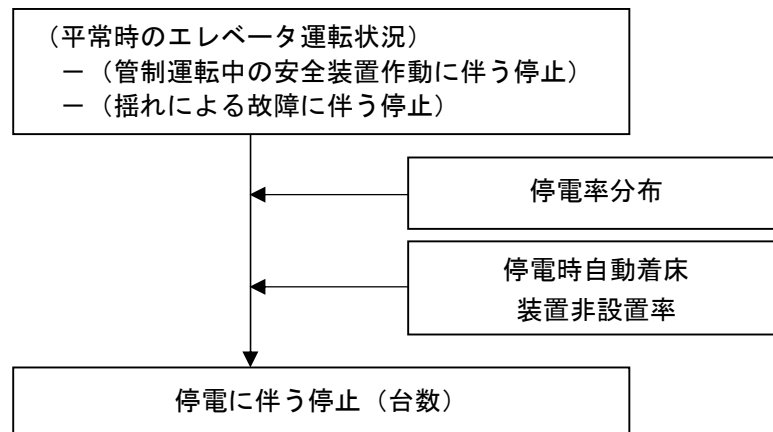 （平常時のエレベータ運転状況）
－（管制運転中の安全装置作動に伴う停止）
－（揺れによる故障に伴う停止）
停電率分布
停電時自動着床
装置非設置率
停電に伴う停止（台数）